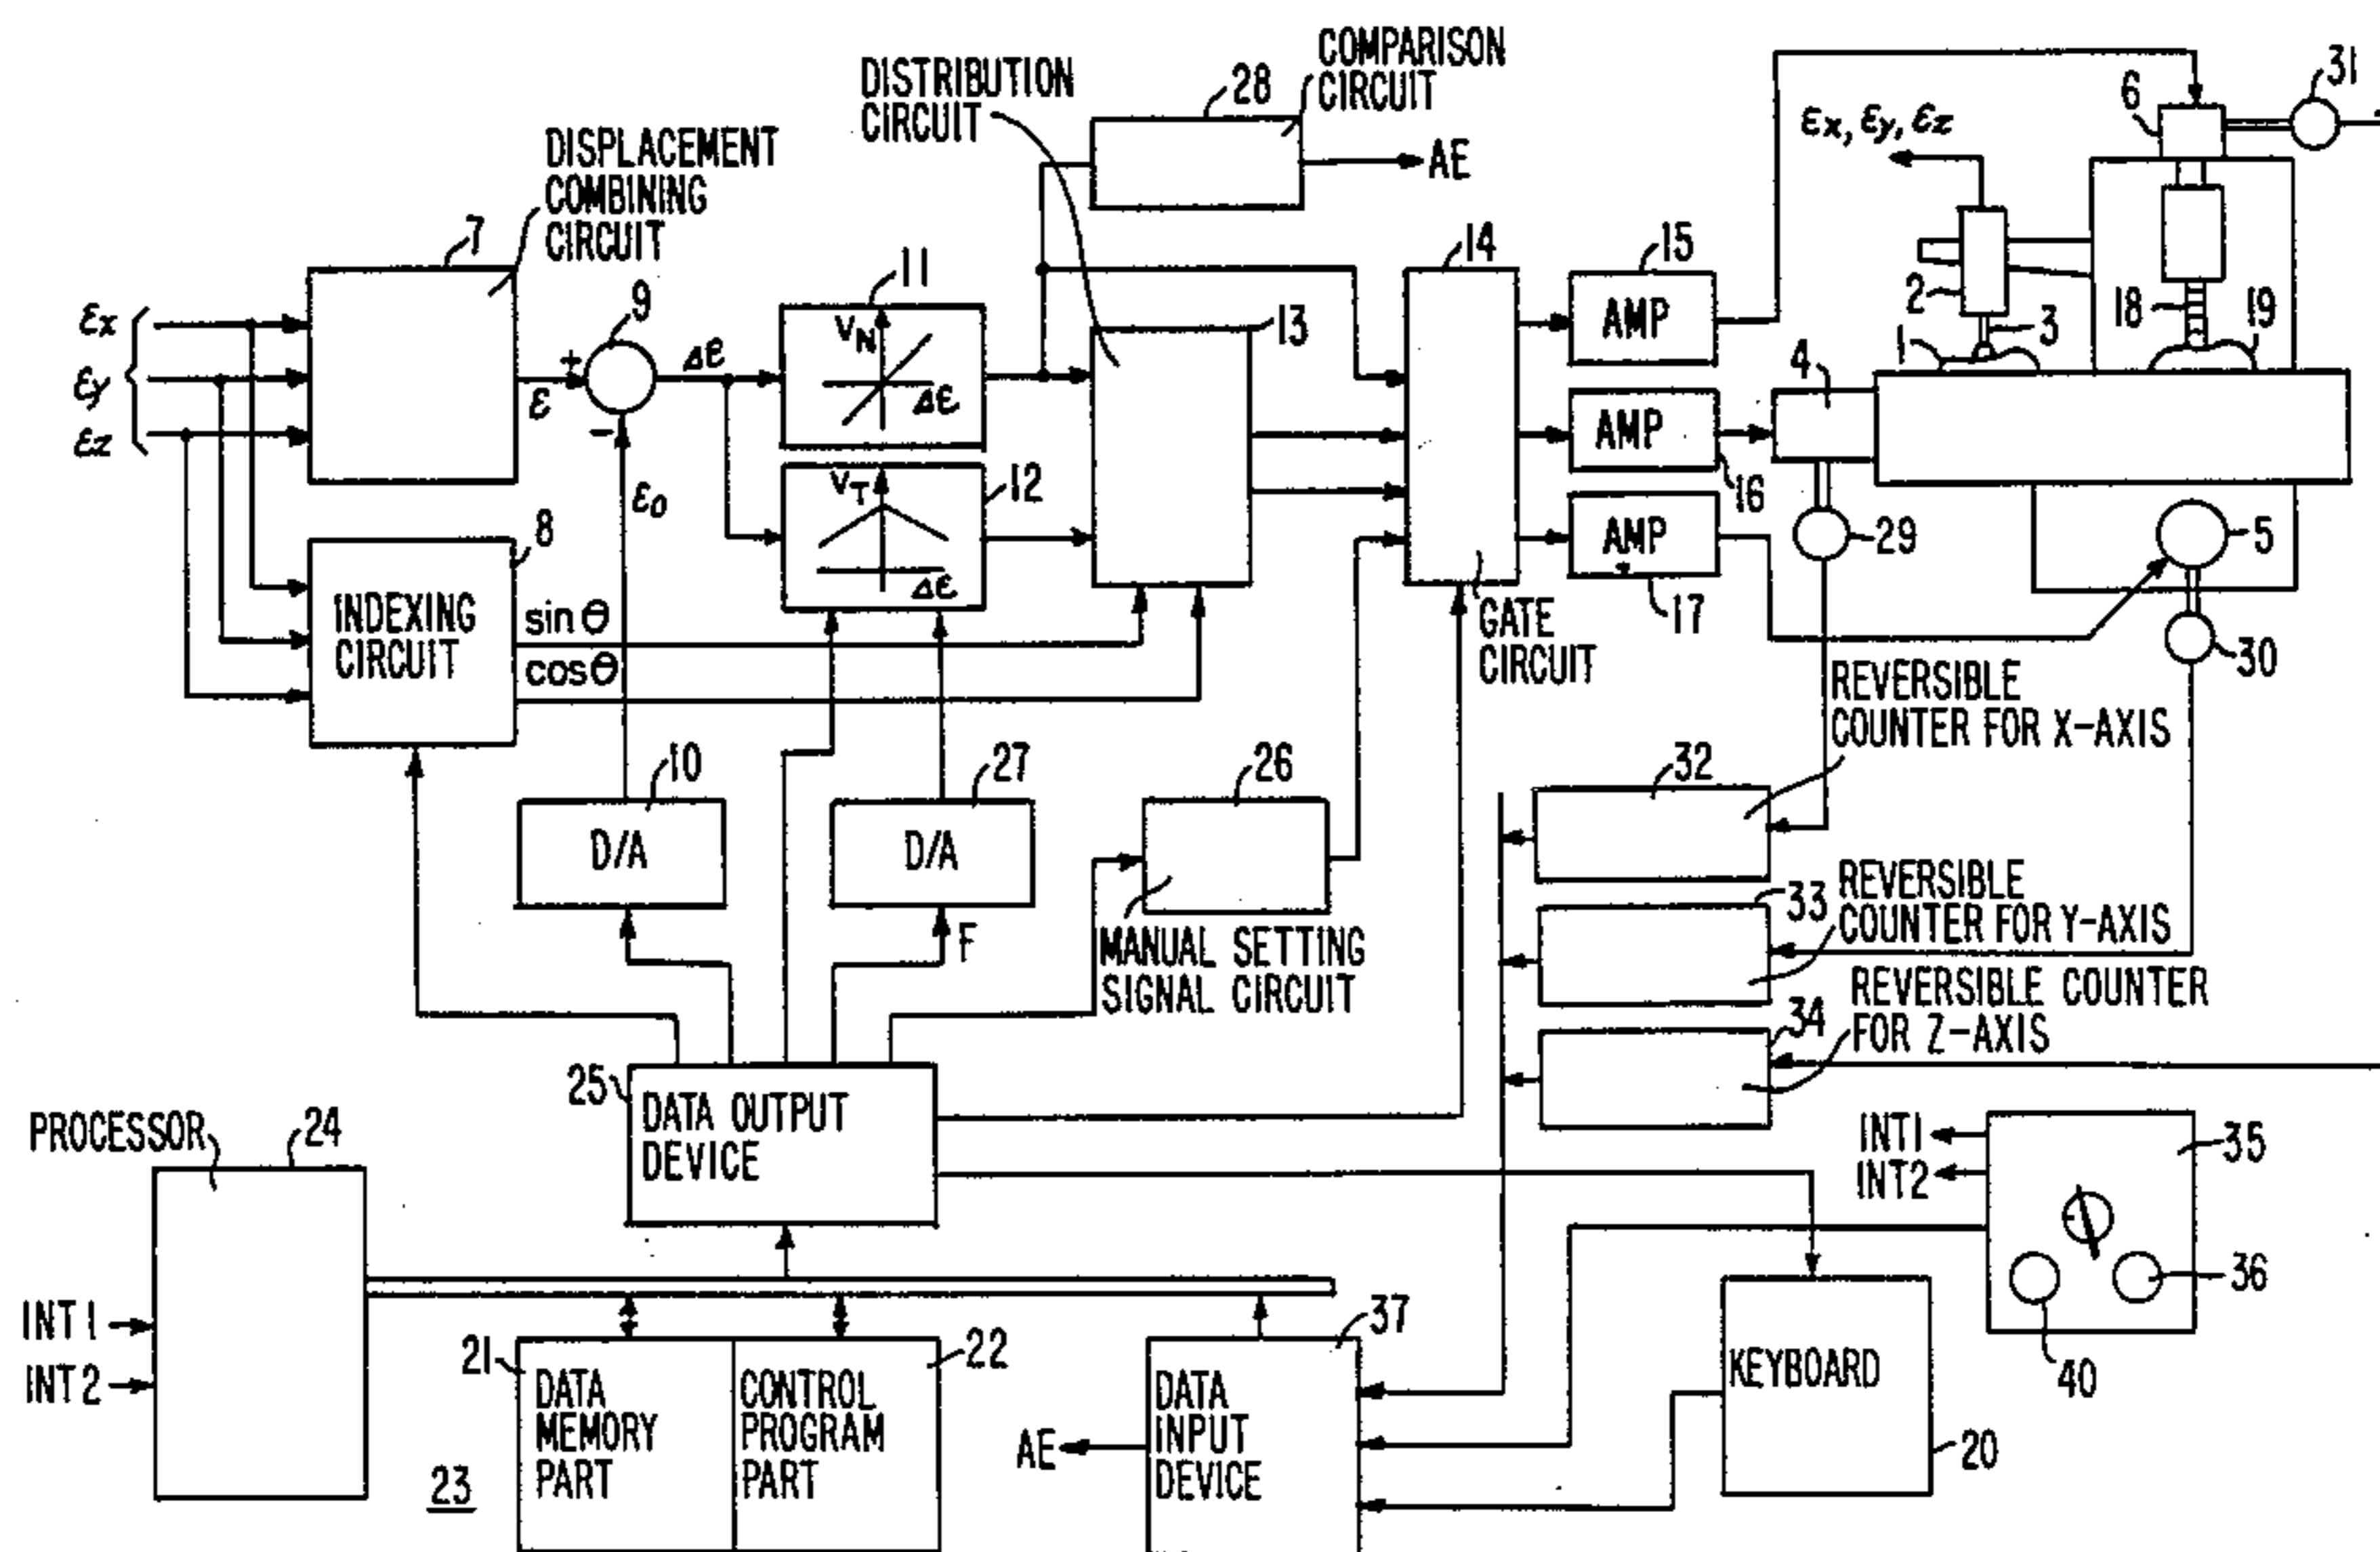 COMPARISON
CIRCUIT
28
DISTRIBUTION
CIRCUIT
31
6
εx, εy, εz
AE
DISPLACEMENT
COMBINING
CIRCUIT
7
9
11
14
15
2
3
18
19
1
εx
εy
εz
+
ε
-
Δε
VN
Δε
13
AMP
4
AMP
16
12
VT
Δε
ε0
8
AMP
17
29
5
30
INDEXING
CIRCUIT
sin θ
cos θ
GATE
CIRCUIT
REVERSIBLE
COUNTER FOR X-AXIS
10
27
26
32
D/A
D/A
F
MANUAL SETTING
SIGNAL CIRCUIT
33
REVERSIBLE
COUNTER FOR Y-AXIS
34
REVERSIBLE COUNTER
FOR Z-AXIS
25
DATA OUTPUT
DEVICE
PROCESSOR
24
INT1
INT2
35
36
40
INT1
INT2
21
DATA
MEMORY
PART
22
CONTROL
PROGRAM
PART
23
37
DATA
INPUT
DEVICE
AE
KEYBOARD
20